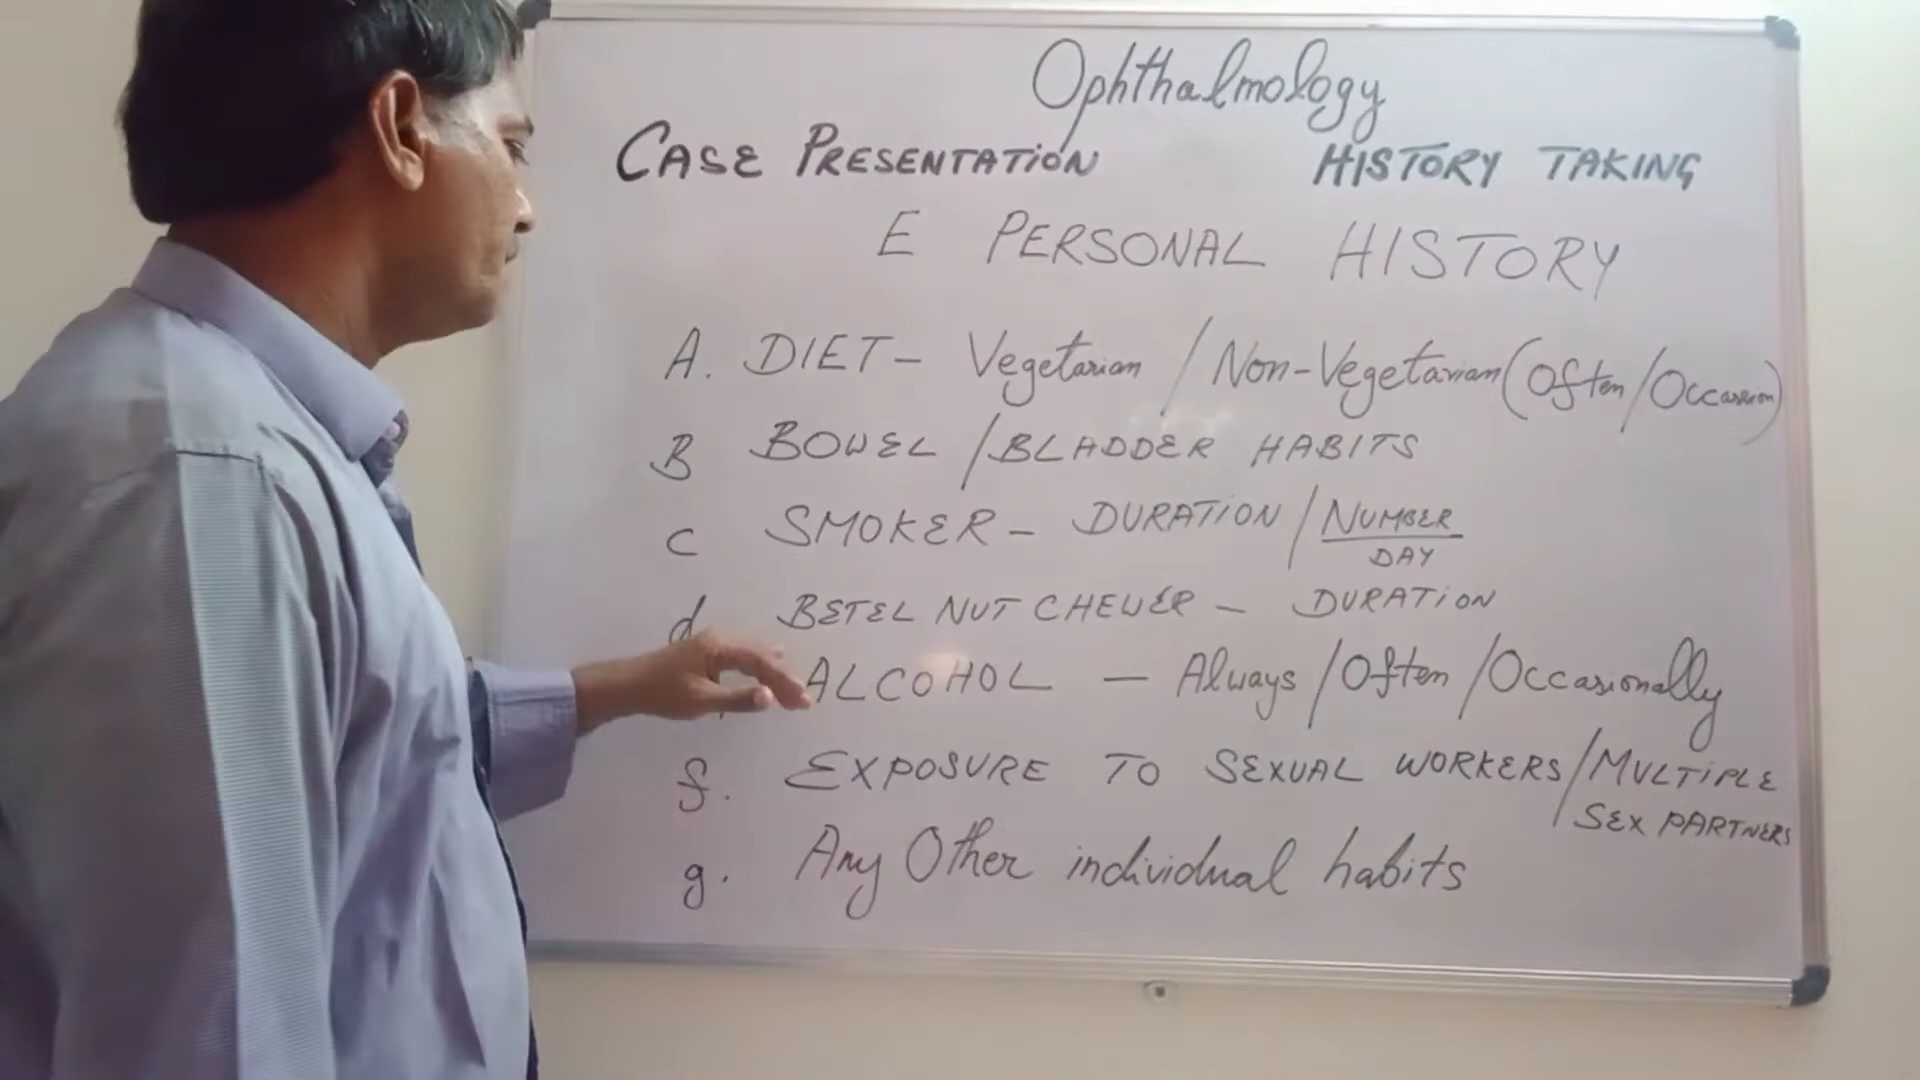 Ophthalmology
CASE PRESENTATION HISTORY TAKING
E PERSONAL HISTORY
A. DIET - Vegetarian / Non-Vegetarian (Often/Occassion)
B BOWEL / BLADDER HABITS
C SMOKER - DURATION / NUMBER
DAY
d BETEL NUT CHEWER - DURATION
ALCOHOL - Always / Often / Occasionally
f. EXPOSURE TO SEXUAL WORKERS / MULTIPLE
SEX PARTNERS
g. Any Other individual habits